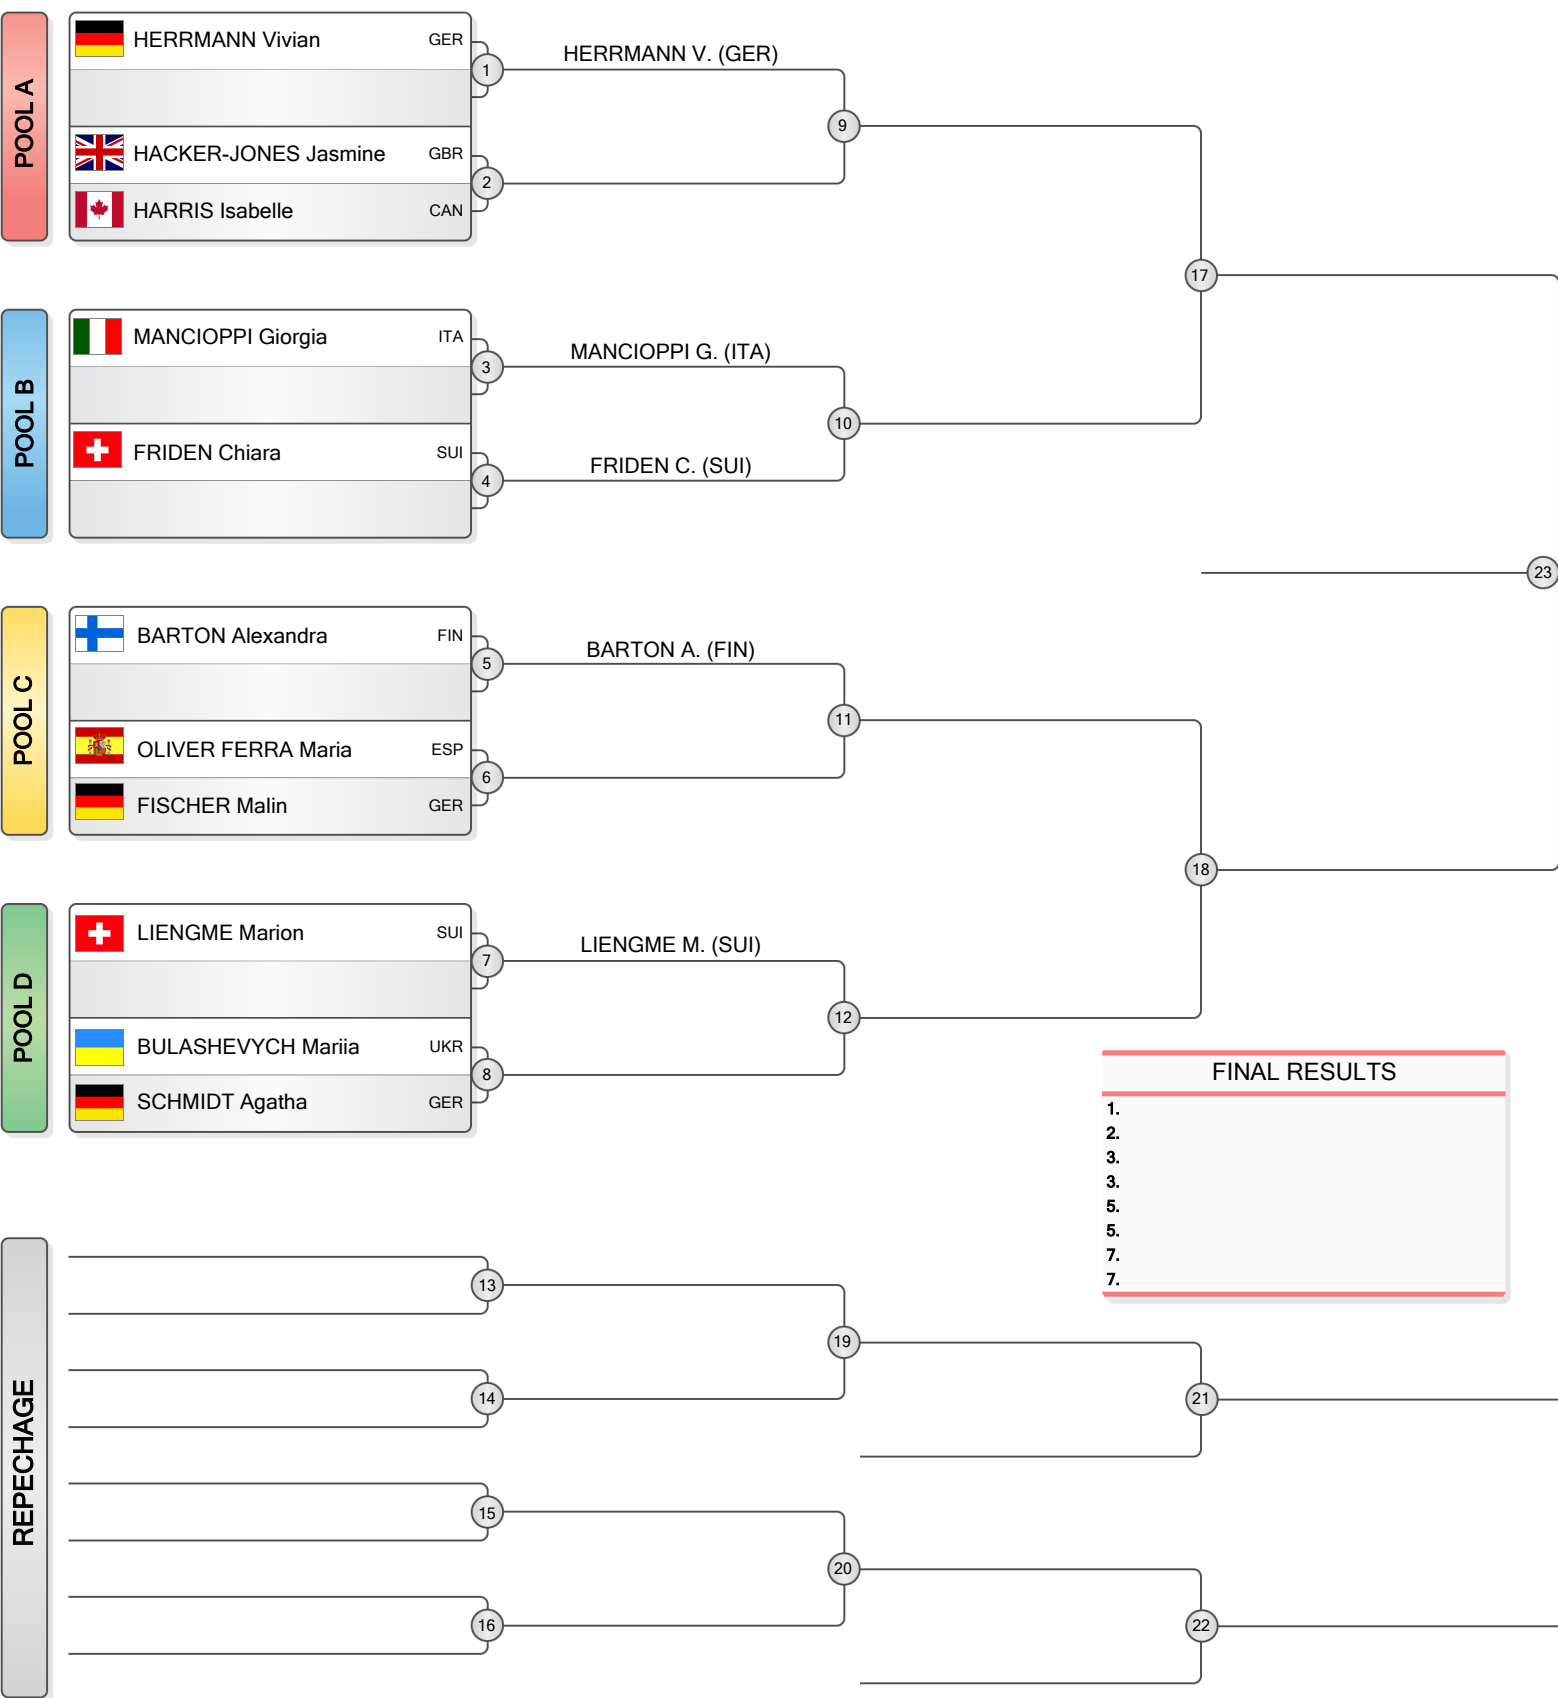 POOL A
HERRMANN Vivian GER
1
HERRMANN V. (GER)
HACKER-JONES Jasmine GBR
2
HARRIS Isabelle CAN
9
17
POOL B
MANCIOPPI Giorgia ITA
3
MANCIOPPI G. (ITA)
FRIDEN Chiara SUI
4
FRIDEN C. (SUI)
10
23
POOL C
BARTON Alexandra FIN
5
BARTON A. (FIN)
OLIVER FERRA Maria ESP
6
FISCHER Malin GER
11
18
POOL D
LIENGME Marion SUI
7
LIENGME M. (SUI)
BULASHEVYCH Mariia UKR
8
SCHMIDT Agatha GER
12
FINAL RESULTS
1.
2.
3.
3.
5.
5.
7.
7.
REPECHAGE
13
19
14
21
15
20
16
22